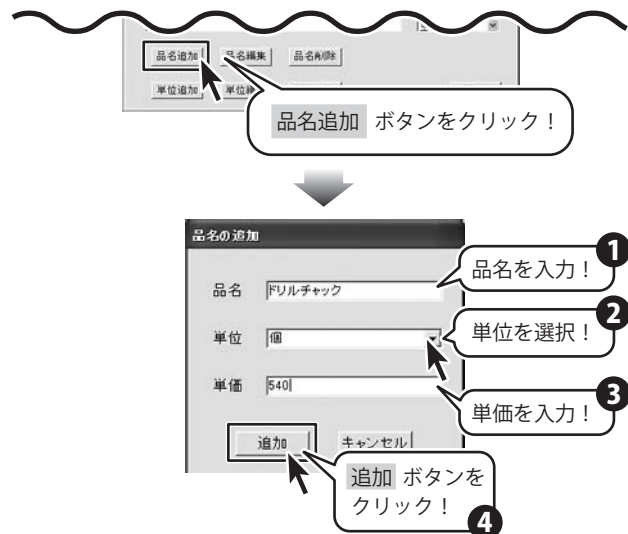 品名追加 品名編集 品名削除
単位追加
品名追加 ボタンをクリック！
品名の追加
品名 ドリルチャック
品名を入力！ 1
単位 個
単位を選択！ 2
単価 540
単価を入力！ 3
追加 キャンセル
追加 ボタンを
クリック！ 4